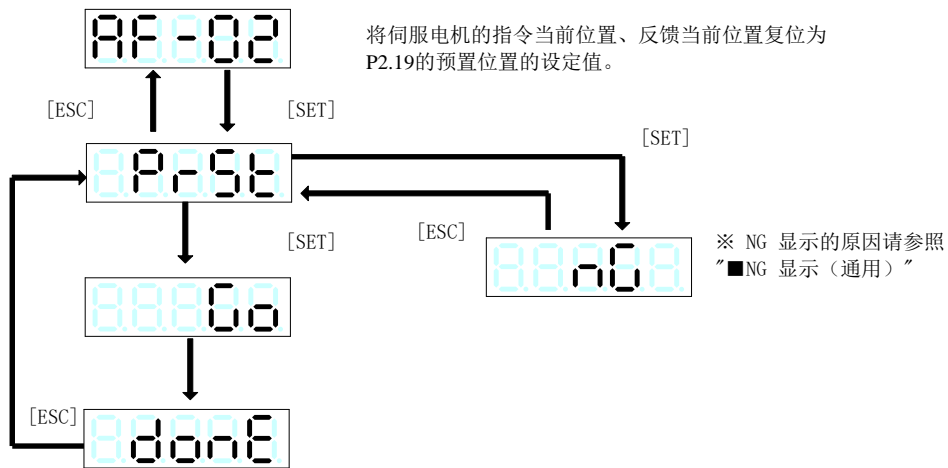 AF-02
将伺服电机的指令当前位置、反馈当前位置复位为
P2.19的预置位置的设定值。
[ESC]
[SET]
[SET]
PrSt
[SET]
[ESC]
nG
※ NG 显示的原因请参照
"■NG 显示（通用）"
Go
[ESC]
donE